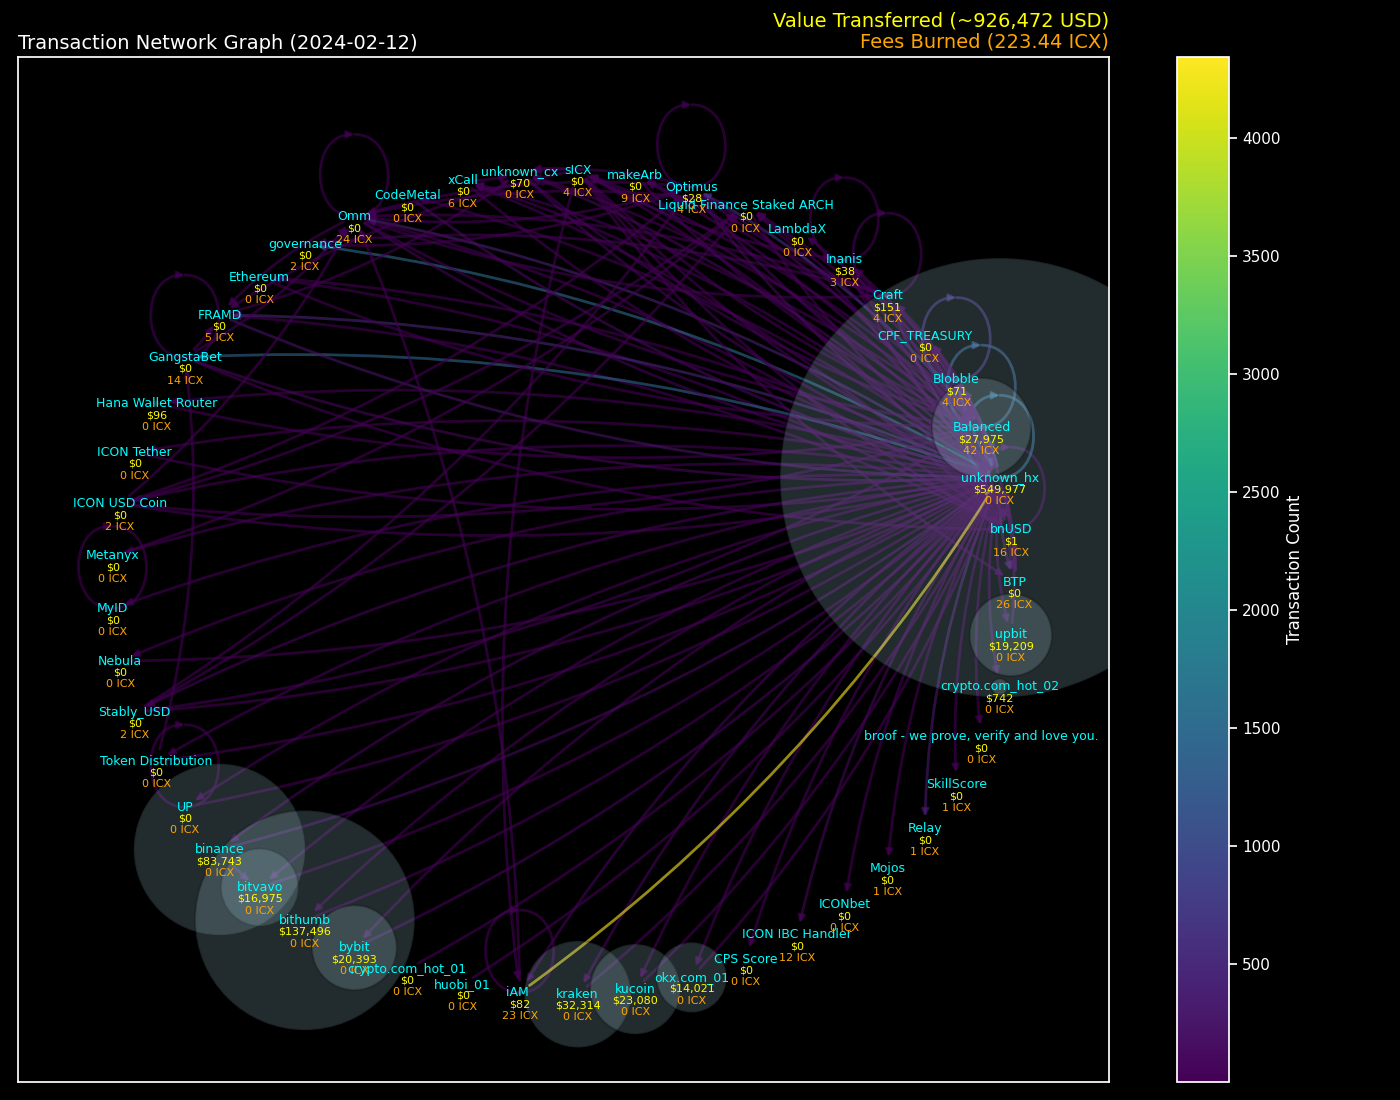 Value Transferred (~926,472 USD)
Transaction Network Graph (2024-02-12)
Fees Burned (223.44 ICX)
unknown_cx
$70
0 ICX
sICX
$0
4 ICX
makeArb
$0
9 ICX
xCall
$0
6 ICX
Optimus
$28
4 ICX
CodeMetal
$0
0 ICX
Liquid Finance Staked ARCH
$0
0 ICX
Omm
$0
24 ICX
LambdaX
$0
0 ICX
governance
$0
2 ICX
Inanis
$38
3 ICX
Ethereum
$0
0 ICX
Craft
$151
4 ICX
FRAMD
$0
5 ICX
CPF_TREASURY
$0
0 ICX
GangstaBet
$0
14 ICX
Blobble
$71
4 ICX
Hana Wallet Router
$96
0 ICX
Balanced
$27,975
42 ICX
ICON Tether
$0
0 ICX
unknown_hx
$549,977
0 ICX
ICON USD Coin
$0
2 ICX
bnUSD
$1
16 ICX
Metanyx
$0
0 ICX
BTP
$0
26 ICX
MyID
$0
0 ICX
upbit
$19,209
0 ICX
Nebula
$0
0 ICX
crypto.com_hot_02
$742
0 ICX
Stably_USD
$0
2 ICX
broof - we prove, verify and love you.
$0
0 ICX
Token Distribution
$0
0 ICX
SkillScore
$0
1 ICX
UP
$0
0 ICX
Relay
$0
1 ICX
binance
$83,743
0 ICX
Mojos
$0
1 ICX
bitvavo
$16,975
0 ICX
ICONbet
$0
0 ICX
bithumb
$137,496
0 ICX
ICON IBC Handler
$0
12 ICX
bybit
$20,393
0 ICX
CPS Score
$0
0 ICX
crypto.com_hot_01
$0
0 ICX
okx.com_01
$14,021
0 ICX
huobi_01
$0
0 ICX
kucoin
$23,080
0 ICX
iAM
$82
23 ICX
kraken
$32,314
0 ICX
4000
3500
3000
2500
2000
1500
1000
500
Transaction Count